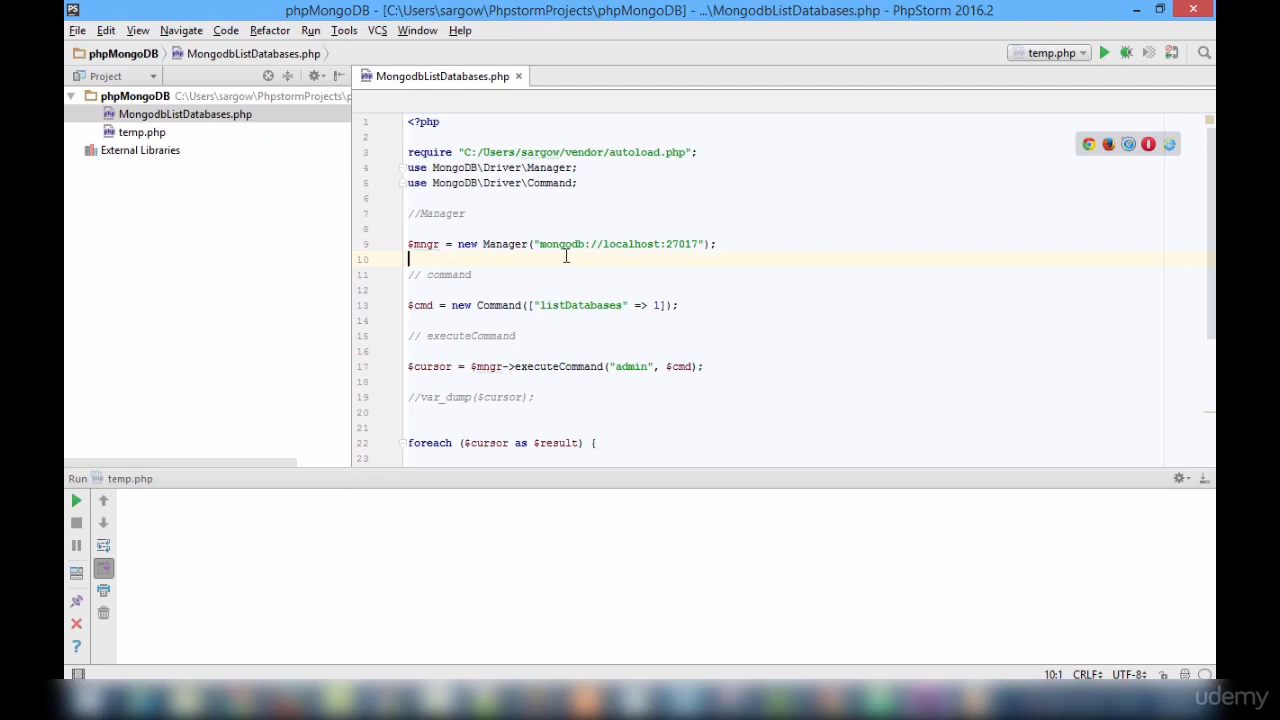 phpMongoDB - [C:\Users\sargow\PhpstormProjects\phpMongoDB] - ...\MongodbListDatabases.php - PhpStorm 2016.2
File Edit View Navigate Code Refactor Run Tools VCS Window Help
phpMongoDB MongodbListDatabases.php temp.php
Project MongodbListDatabases.php
phpMongoDB C:\Users\sargow\PhpstormProjects\p
MongodbListDatabases.php
temp.php
External Libraries
1 <?php
2
3 require "C:/Users/sargow/vendor/autoload.php";
4 use MongoDB\Driver\Manager;
5 use MongoDB\Driver\Command;
6
7 //Manager
8
9 $mngr = new Manager("mongodb://localhost:27017");
10
11 // command
12
13 $cmd = new Command(["listDatabases" => 1]);
14
15 // executeCommand
16
17 $cursor = $mngr->executeCommand("admin", $cmd);
18
19 //var_dump($cursor);
20
21
22 foreach ($cursor as $result) {
23
Run temp.php
10:1 CRLF UTF-8
udemy